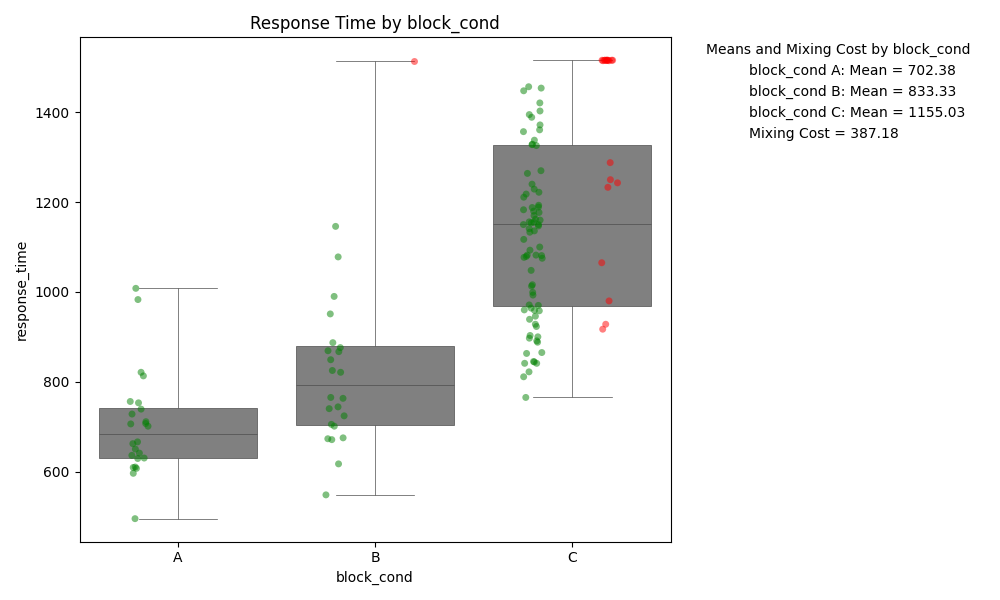 Response Time by block_cond
Means and Mixing Cost by block_cond
block_cond A: Mean = 702.38
block_cond B: Mean = 833.33
block_cond C: Mean = 1155.03
Mixing Cost = 387.18
response_time
1400
1200
1000
800
600
A
B
C
block_cond